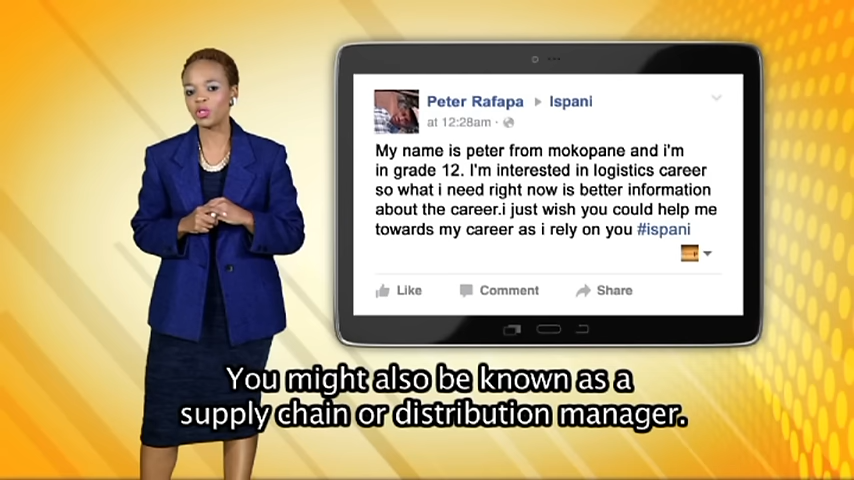 Peter Rafapa ▸ Ispani
at 12:28am ·
My name is peter from mokopane and i'm
in grade 12. I'm interested in logistics career
so what i need right now is better information
about the career.i just wish you could help me
towards my career as i rely on you #ispani
Like Comment Share
You might also be known as a
supply chain or distribution manager.